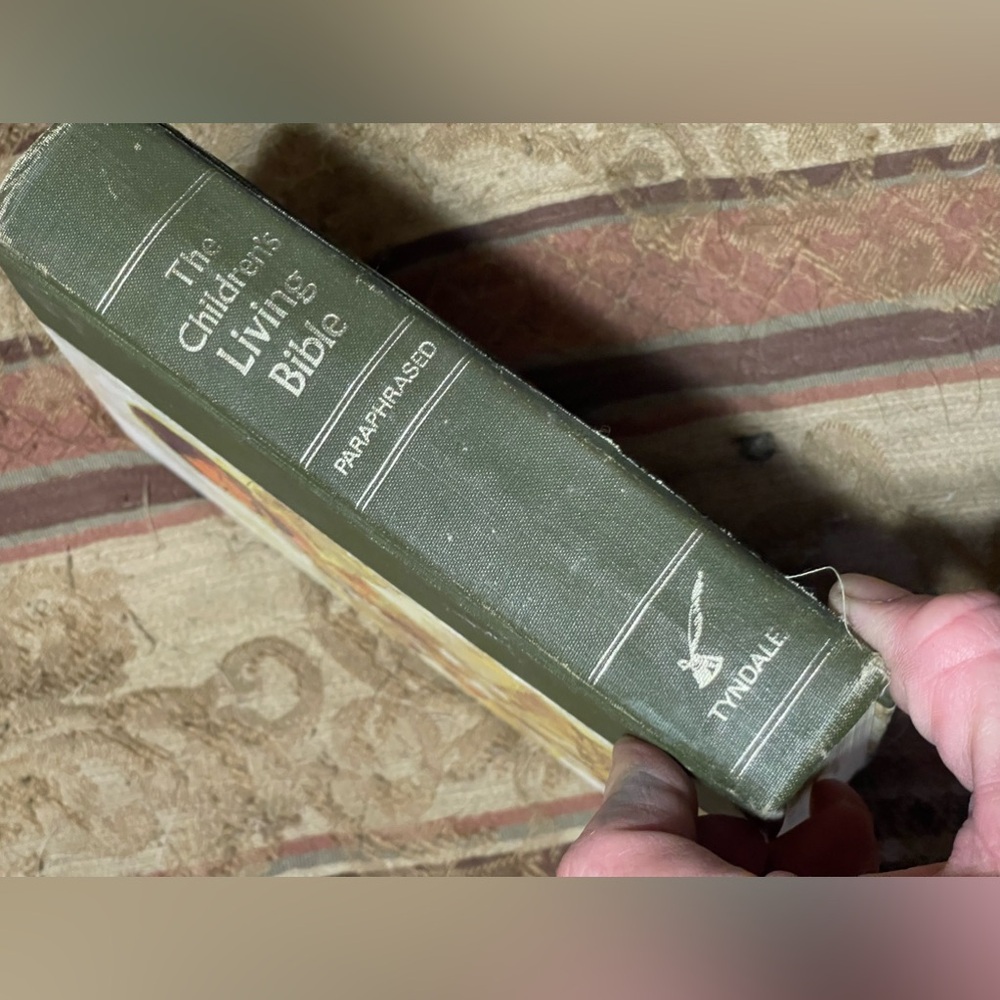 The
Children's
Living
Bible
PARAPHRASED
TYNDALE